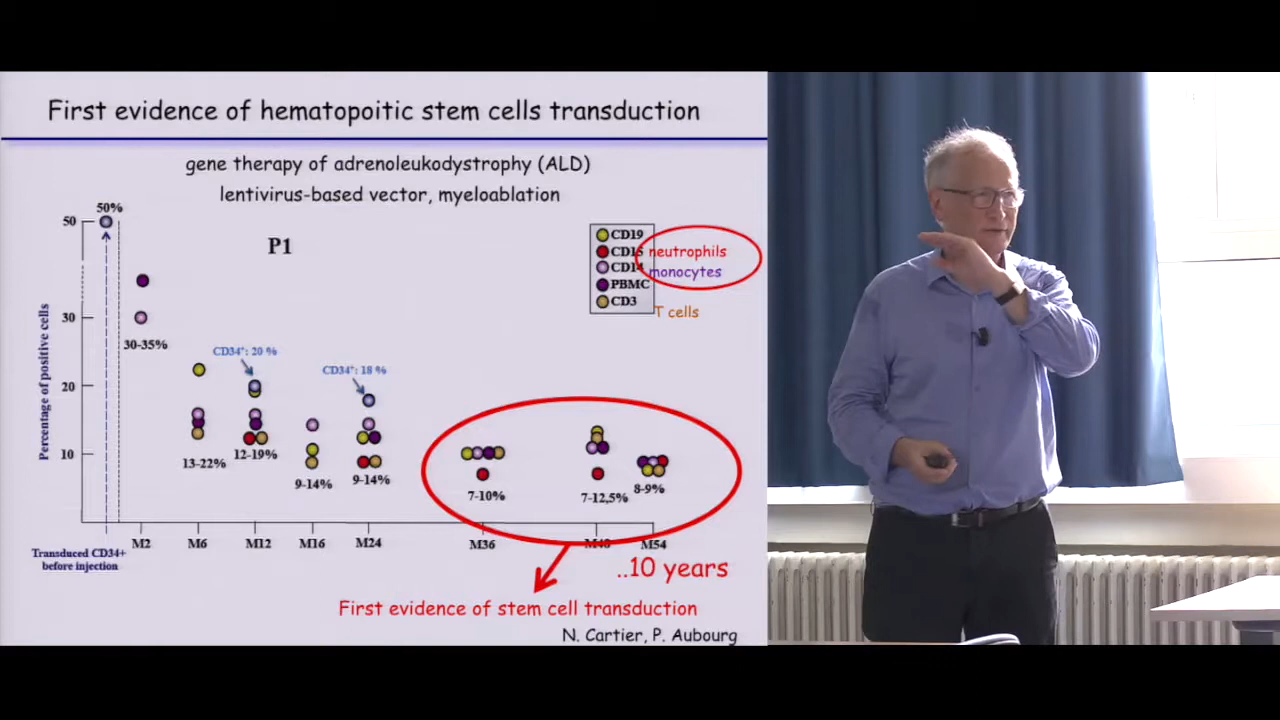 First evidence of hematopoitic stem cells transduction
gene therapy of adrenoleukodystrophy (ALD)
lentivirus-based vector, myeloablation
50%
50
P1
CD19
CD15 neutrophils
CD14 monocytes
PBMC
CD3
T cells
Percentage of positive cells
30
30-35%
CD34+: 20 %
CD34+: 18 %
20
10
12-19%
13-22%
9-14%
9-14%
7-10%
7-12,5%
8-9%
Transduced CD34+
before injection
M2
M6
M12
M16
M24
M36
M48
M54
..10 years
First evidence of stem cell transduction
N. Cartier, P. Aubourg